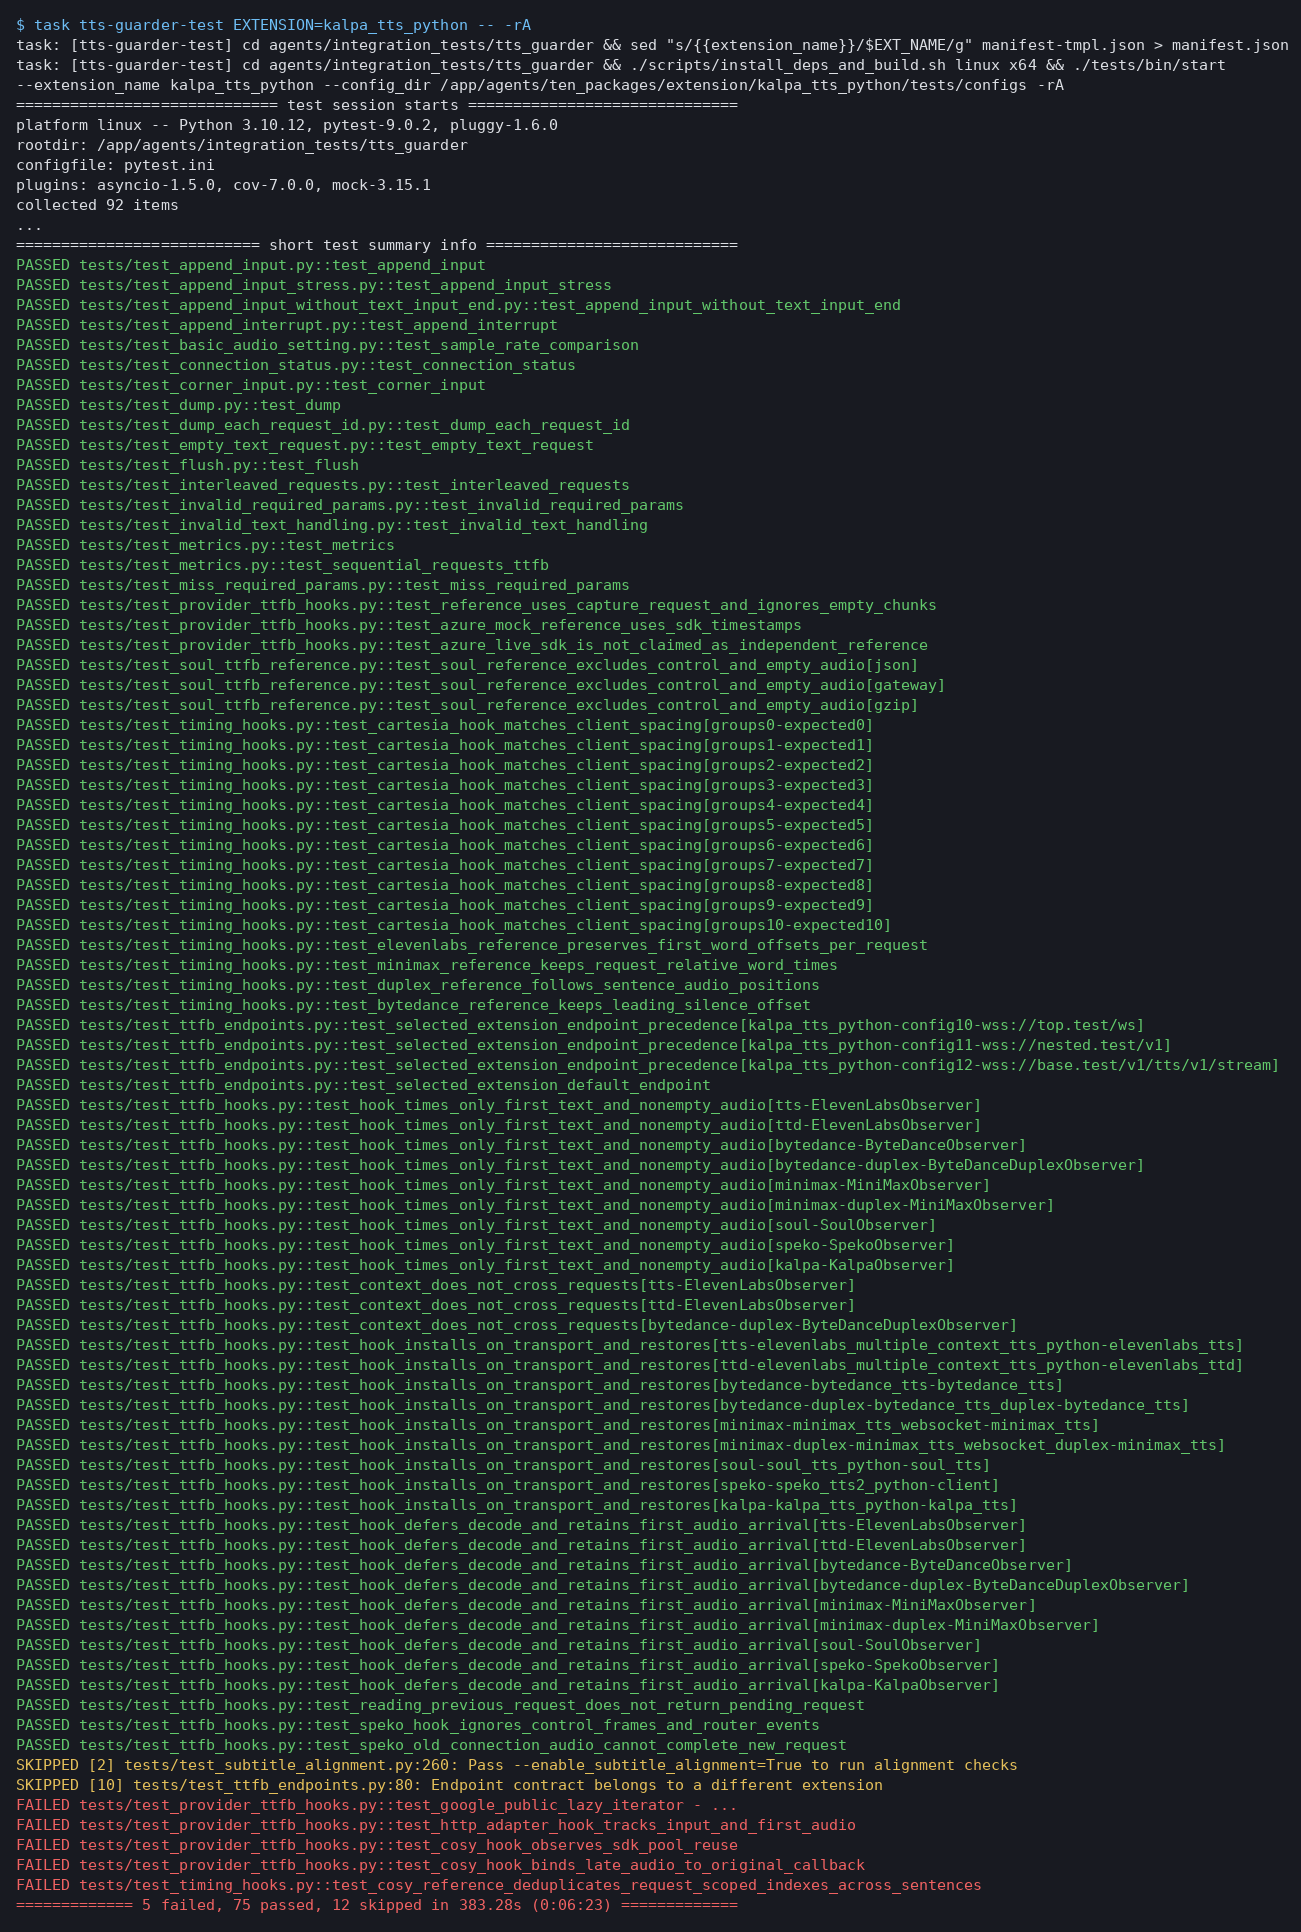 $ task tts-guarder-test EXTENSION=kalpa_tts_python -- -rA
task: [tts-guarder-test] cd agents/integration_tests/tts_guarder && sed "s/{{extension_name}}/$EXT_NAME/g" manifest-tmpl.json > manifest.json
task: [tts-guarder-test] cd agents/integration_tests/tts_guarder && ./scripts/install_deps_and_build.sh linux x64 && ./tests/bin/start
--extension_name kalpa_tts_python --config_dir /app/agents/ten_packages/extension/kalpa_tts_python/tests/configs -rA
============================= test session starts ==============================
platform linux -- Python 3.10.12, pytest-9.0.2, pluggy-1.6.0
rootdir: /app/agents/integration_tests/tts_guarder
configfile: pytest.ini
plugins: asyncio-1.5.0, cov-7.0.0, mock-3.15.1
collected 92 items
...
=========================== short test summary info ============================
PASSED tests/test_append_input.py::test_append_input
PASSED tests/test_append_input_stress.py::test_append_input_stress
PASSED tests/test_append_input_without_text_input_end.py::test_append_input_without_text_input_end
PASSED tests/test_append_interrupt.py::test_append_interrupt
PASSED tests/test_basic_audio_setting.py::test_sample_rate_comparison
PASSED tests/test_connection_status.py::test_connection_status
PASSED tests/test_corner_input.py::test_corner_input
PASSED tests/test_dump.py::test_dump
PASSED tests/test_dump_each_request_id.py::test_dump_each_request_id
PASSED tests/test_empty_text_request.py::test_empty_text_request
PASSED tests/test_flush.py::test_flush
PASSED tests/test_interleaved_requests.py::test_interleaved_requests
PASSED tests/test_invalid_required_params.py::test_invalid_required_params
PASSED tests/test_invalid_text_handling.py::test_invalid_text_handling
PASSED tests/test_metrics.py::test_metrics
PASSED tests/test_metrics.py::test_sequential_requests_ttfb
PASSED tests/test_miss_required_params.py::test_miss_required_params
PASSED tests/test_provider_ttfb_hooks.py::test_reference_uses_capture_request_and_ignores_empty_chunks
PASSED tests/test_provider_ttfb_hooks.py::test_azure_mock_reference_uses_sdk_timestamps
PASSED tests/test_provider_ttfb_hooks.py::test_azure_live_sdk_is_not_claimed_as_independent_reference
PASSED tests/test_soul_ttfb_reference.py::test_soul_reference_excludes_control_and_empty_audio[json]
PASSED tests/test_soul_ttfb_reference.py::test_soul_reference_excludes_control_and_empty_audio[gateway]
PASSED tests/test_soul_ttfb_reference.py::test_soul_reference_excludes_control_and_empty_audio[gzip]
PASSED tests/test_timing_hooks.py::test_cartesia_hook_matches_client_spacing[groups0-expected0]
PASSED tests/test_timing_hooks.py::test_cartesia_hook_matches_client_spacing[groups1-expected1]
PASSED tests/test_timing_hooks.py::test_cartesia_hook_matches_client_spacing[groups2-expected2]
PASSED tests/test_timing_hooks.py::test_cartesia_hook_matches_client_spacing[groups3-expected3]
PASSED tests/test_timing_hooks.py::test_cartesia_hook_matches_client_spacing[groups4-expected4]
PASSED tests/test_timing_hooks.py::test_cartesia_hook_matches_client_spacing[groups5-expected5]
PASSED tests/test_timing_hooks.py::test_cartesia_hook_matches_client_spacing[groups6-expected6]
PASSED tests/test_timing_hooks.py::test_cartesia_hook_matches_client_spacing[groups7-expected7]
PASSED tests/test_timing_hooks.py::test_cartesia_hook_matches_client_spacing[groups8-expected8]
PASSED tests/test_timing_hooks.py::test_cartesia_hook_matches_client_spacing[groups9-expected9]
PASSED tests/test_timing_hooks.py::test_cartesia_hook_matches_client_spacing[groups10-expected10]
PASSED tests/test_timing_hooks.py::test_elevenlabs_reference_preserves_first_word_offsets_per_request
PASSED tests/test_timing_hooks.py::test_minimax_reference_keeps_request_relative_word_times
PASSED tests/test_timing_hooks.py::test_duplex_reference_follows_sentence_audio_positions
PASSED tests/test_timing_hooks.py::test_bytedance_reference_keeps_leading_silence_offset
PASSED tests/test_ttfb_endpoints.py::test_selected_extension_endpoint_precedence[kalpa_tts_python-config10-wss://top.test/ws]
PASSED tests/test_ttfb_endpoints.py::test_selected_extension_endpoint_precedence[kalpa_tts_python-config11-wss://nested.test/v1]
PASSED tests/test_ttfb_endpoints.py::test_selected_extension_endpoint_precedence[kalpa_tts_python-config12-wss://base.test/v1/tts/v1/stream]
PASSED tests/test_ttfb_endpoints.py::test_selected_extension_default_endpoint
PASSED tests/test_ttfb_hooks.py::test_hook_times_only_first_text_and_nonempty_audio[tts-ElevenLabsObserver]
PASSED tests/test_ttfb_hooks.py::test_hook_times_only_first_text_and_nonempty_audio[ttd-ElevenLabsObserver]
PASSED tests/test_ttfb_hooks.py::test_hook_times_only_first_text_and_nonempty_audio[bytedance-ByteDanceObserver]
PASSED tests/test_ttfb_hooks.py::test_hook_times_only_first_text_and_nonempty_audio[bytedance-duplex-ByteDanceDuplexObserver]
PASSED tests/test_ttfb_hooks.py::test_hook_times_only_first_text_and_nonempty_audio[minimax-MiniMaxObserver]
PASSED tests/test_ttfb_hooks.py::test_hook_times_only_first_text_and_nonempty_audio[minimax-duplex-MiniMaxObserver]
PASSED tests/test_ttfb_hooks.py::test_hook_times_only_first_text_and_nonempty_audio[soul-SoulObserver]
PASSED tests/test_ttfb_hooks.py::test_hook_times_only_first_text_and_nonempty_audio[speko-SpekoObserver]
PASSED tests/test_ttfb_hooks.py::test_hook_times_only_first_text_and_nonempty_audio[kalpa-KalpaObserver]
PASSED tests/test_ttfb_hooks.py::test_context_does_not_cross_requests[tts-ElevenLabsObserver]
PASSED tests/test_ttfb_hooks.py::test_context_does_not_cross_requests[ttd-ElevenLabsObserver]
PASSED tests/test_ttfb_hooks.py::test_context_does_not_cross_requests[bytedance-duplex-ByteDanceDuplexObserver]
PASSED tests/test_ttfb_hooks.py::test_hook_installs_on_transport_and_restores[tts-elevenlabs_multiple_context_tts_python-elevenlabs_tts]
PASSED tests/test_ttfb_hooks.py::test_hook_installs_on_transport_and_restores[ttd-elevenlabs_multiple_context_tts_python-elevenlabs_ttd]
PASSED tests/test_ttfb_hooks.py::test_hook_installs_on_transport_and_restores[bytedance-bytedance_tts-bytedance_tts]
PASSED tests/test_ttfb_hooks.py::test_hook_installs_on_transport_and_restores[bytedance-duplex-bytedance_tts_duplex-bytedance_tts]
PASSED tests/test_ttfb_hooks.py::test_hook_installs_on_transport_and_restores[minimax-minimax_tts_websocket-minimax_tts]
PASSED tests/test_ttfb_hooks.py::test_hook_installs_on_transport_and_restores[minimax-duplex-minimax_tts_websocket_duplex-minimax_tts]
PASSED tests/test_ttfb_hooks.py::test_hook_installs_on_transport_and_restores[soul-soul_tts_python-soul_tts]
PASSED tests/test_ttfb_hooks.py::test_hook_installs_on_transport_and_restores[speko-speko_tts2_python-client]
PASSED tests/test_ttfb_hooks.py::test_hook_installs_on_transport_and_restores[kalpa-kalpa_tts_python-kalpa_tts]
PASSED tests/test_ttfb_hooks.py::test_hook_defers_decode_and_retains_first_audio_arrival[tts-ElevenLabsObserver]
PASSED tests/test_ttfb_hooks.py::test_hook_defers_decode_and_retains_first_audio_arrival[ttd-ElevenLabsObserver]
PASSED tests/test_ttfb_hooks.py::test_hook_defers_decode_and_retains_first_audio_arrival[bytedance-ByteDanceObserver]
PASSED tests/test_ttfb_hooks.py::test_hook_defers_decode_and_retains_first_audio_arrival[bytedance-duplex-ByteDanceDuplexObserver]
PASSED tests/test_ttfb_hooks.py::test_hook_defers_decode_and_retains_first_audio_arrival[minimax-MiniMaxObserver]
PASSED tests/test_ttfb_hooks.py::test_hook_defers_decode_and_retains_first_audio_arrival[minimax-duplex-MiniMaxObserver]
PASSED tests/test_ttfb_hooks.py::test_hook_defers_decode_and_retains_first_audio_arrival[soul-SoulObserver]
PASSED tests/test_ttfb_hooks.py::test_hook_defers_decode_and_retains_first_audio_arrival[speko-SpekoObserver]
PASSED tests/test_ttfb_hooks.py::test_hook_defers_decode_and_retains_first_audio_arrival[kalpa-KalpaObserver]
PASSED tests/test_ttfb_hooks.py::test_reading_previous_request_does_not_return_pending_request
PASSED tests/test_ttfb_hooks.py::test_speko_hook_ignores_control_frames_and_router_events
PASSED tests/test_ttfb_hooks.py::test_speko_old_connection_audio_cannot_complete_new_request
SKIPPED [2] tests/test_subtitle_alignment.py:260: Pass --enable_subtitle_alignment=True to run alignment checks
SKIPPED [10] tests/test_ttfb_endpoints.py:80: Endpoint contract belongs to a different extension
FAILED tests/test_provider_ttfb_hooks.py::test_google_public_lazy_iterator - ...
FAILED tests/test_provider_ttfb_hooks.py::test_http_adapter_hook_tracks_input_and_first_audio
FAILED tests/test_provider_ttfb_hooks.py::test_cosy_hook_observes_sdk_pool_reuse
FAILED tests/test_provider_ttfb_hooks.py::test_cosy_hook_binds_late_audio_to_original_callback
FAILED tests/test_timing_hooks.py::test_cosy_reference_deduplicates_request_scoped_indexes_across_sentences
============= 5 failed, 75 passed, 12 skipped in 383.28s (0:06:23) =============